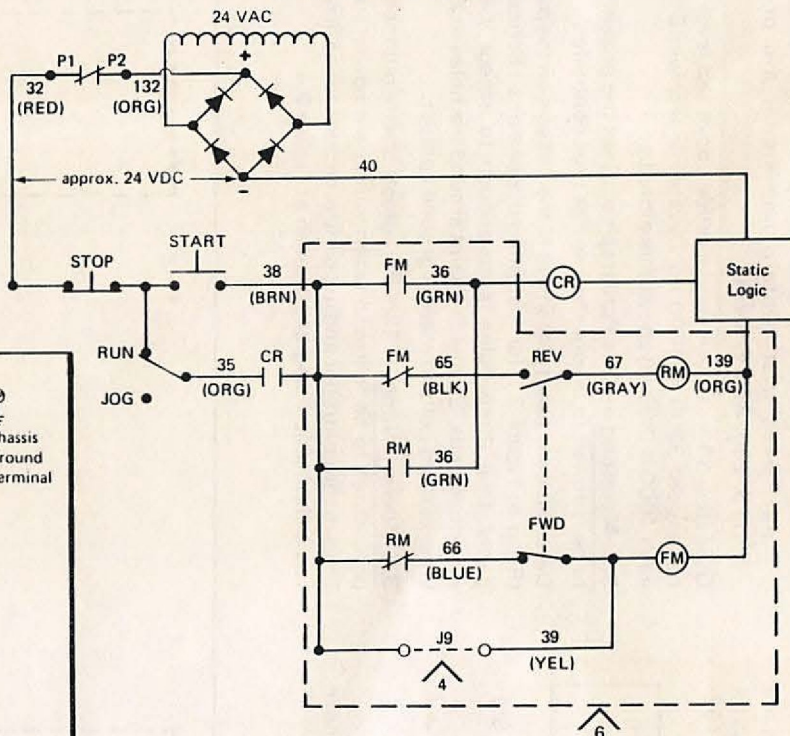 24 VAC
+
P1 P2
32
(RED)
132
(ORG)
approx. 24 VDC
-
40
STOP
START
38
(BRN)
FM
36
(GRN)
CR
Static
Logic
RUN
JOG
35
(ORG)
CR
FM
65
(BLK)
REV
67
(GRAY)
RM
139
(ORG)
hassis
round
erminal
RM
36
(GRN)
RM
66
(BLUE)
FWD
FM
J9
39
(YEL)
4
6